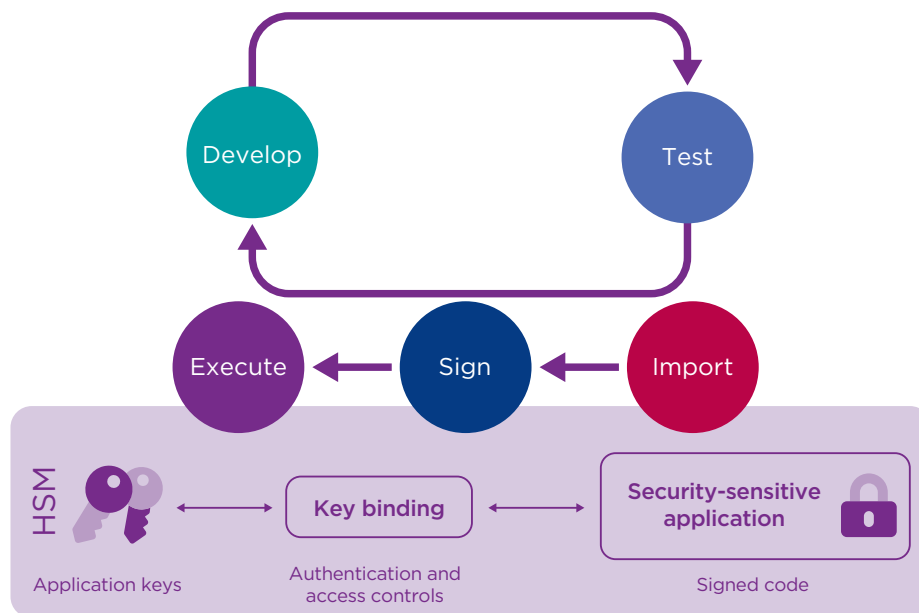 Develop
Test
Execute
Sign
Import
HSM
Key binding
Security-sensitive
application
Application keys
Authentication and
access controls
Signed code